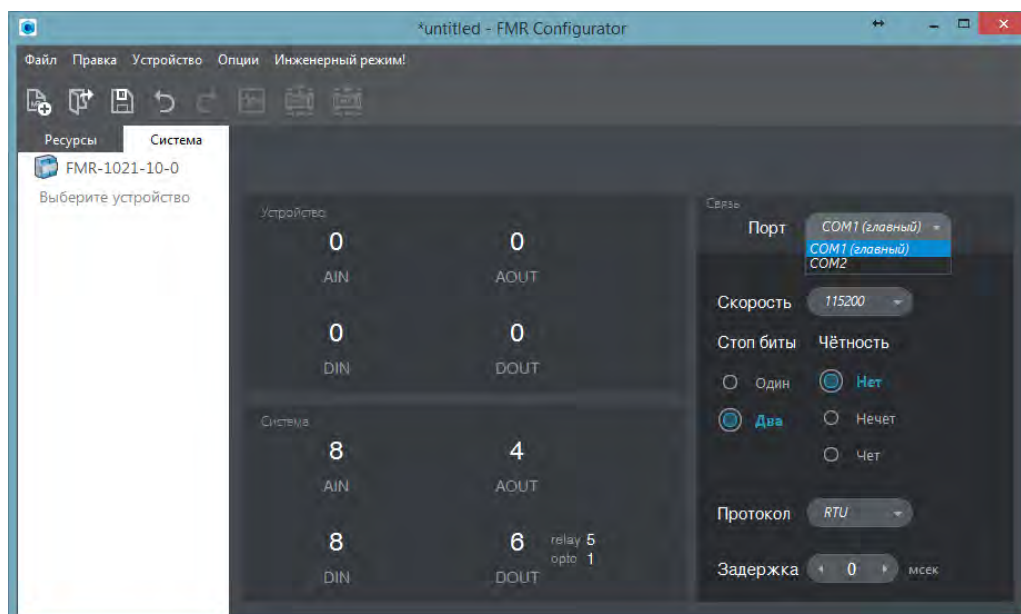 *untitled - FMR Configurator
Файл Правка Устройство Опции Инженерный режим!
Ресурсы Система
FMR-1021-10-0
Выберите устройство
Устройство
0 0
AIN AOUT
0 0
DIN DOUT
Система
8 4
AIN AOUT
8 6 relay 5
opto 1
DIN DOUT
Связь
Порт COM1 (главный)
COM1 (главный)
COM2
Скорость 115200
Стоп биты Чётность
Один Нет
Два Нечет
Чет
Протокол RTU
Задержка 0 мсек